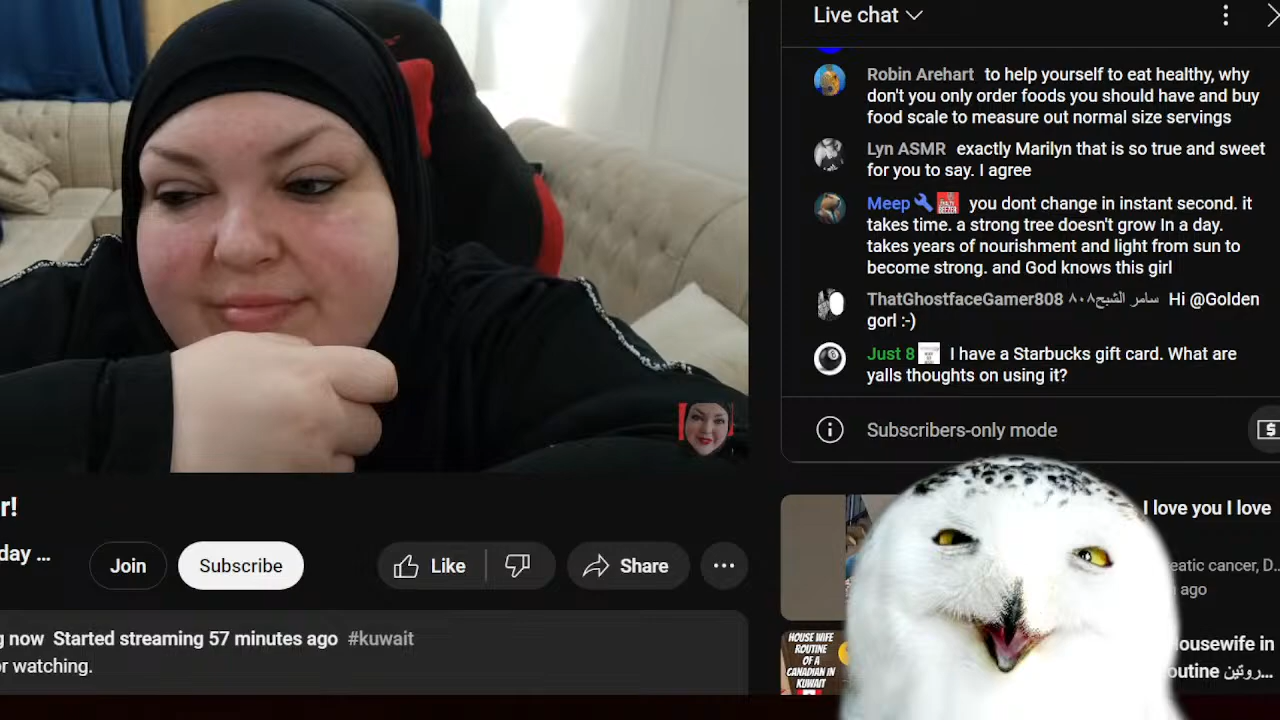 Live chat
Robin Arehart to help yourself to eat healthy, why
don't you only order foods you should have and buy
food scale to measure out normal size servings
Lyn ASMR exactly Marilyn that is so true and sweet
for you to say. I agree
Meep you dont change in instant second. it
takes time. a strong tree doesn't grow In a day.
takes years of nourishment and light from sun to
become strong. and God knows this girl
ThatGhostfaceGamer808 سامر الشبح٨٠٨ Hi @Golden
gorl :-)
Just 8 I have a Starbucks gift card. What are
yalls thoughts on using it?
Subscribers-only mode
r!
day ...
Join
Subscribe
Like
Share
g now Started streaming 57 minutes ago #kuwait
or watching.
I love you I love
eatic cancer, D..
ago
HOUSE WIFE
ROUTINE
OF A
CANADIAN IN
KUWAIT
ousewife in
outine روتين...